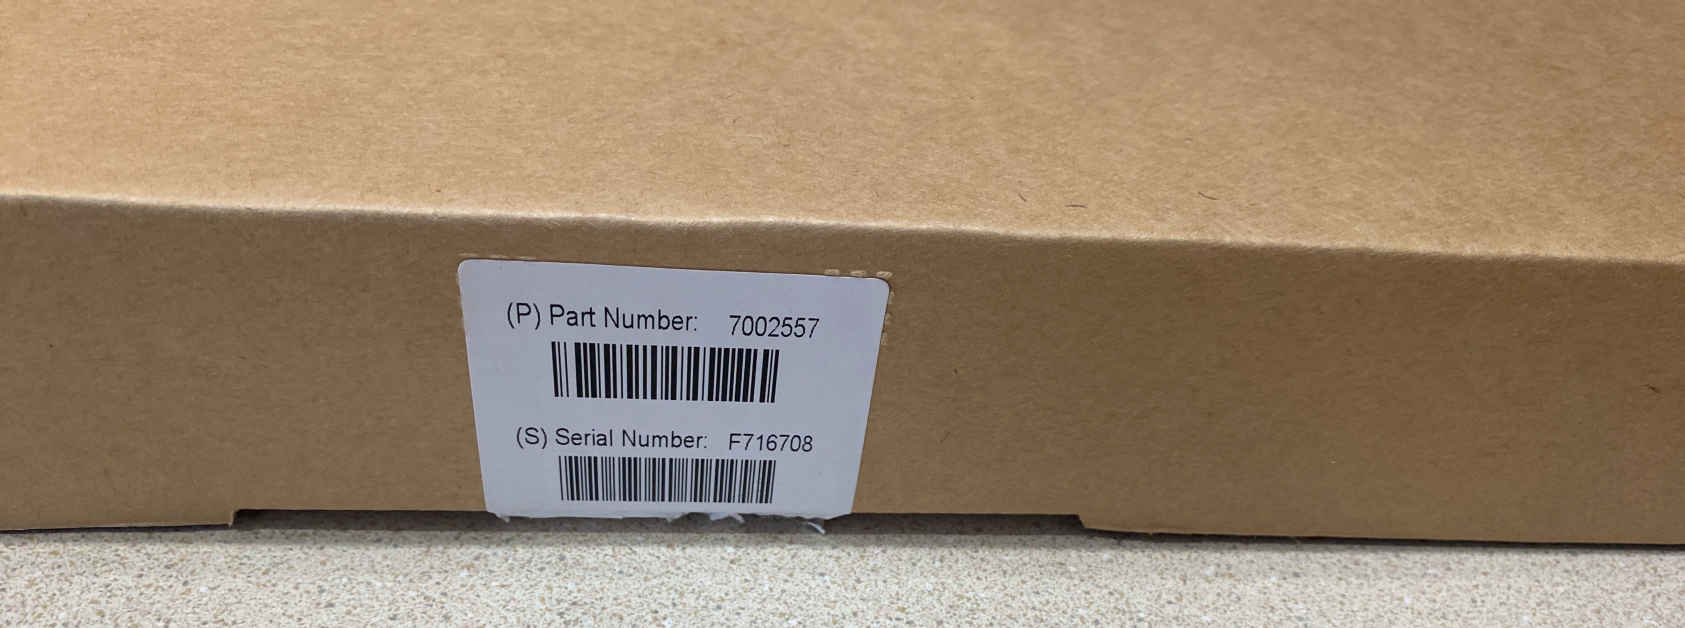 (P) Part Number: 7002557
(S) Serial Number: F716708